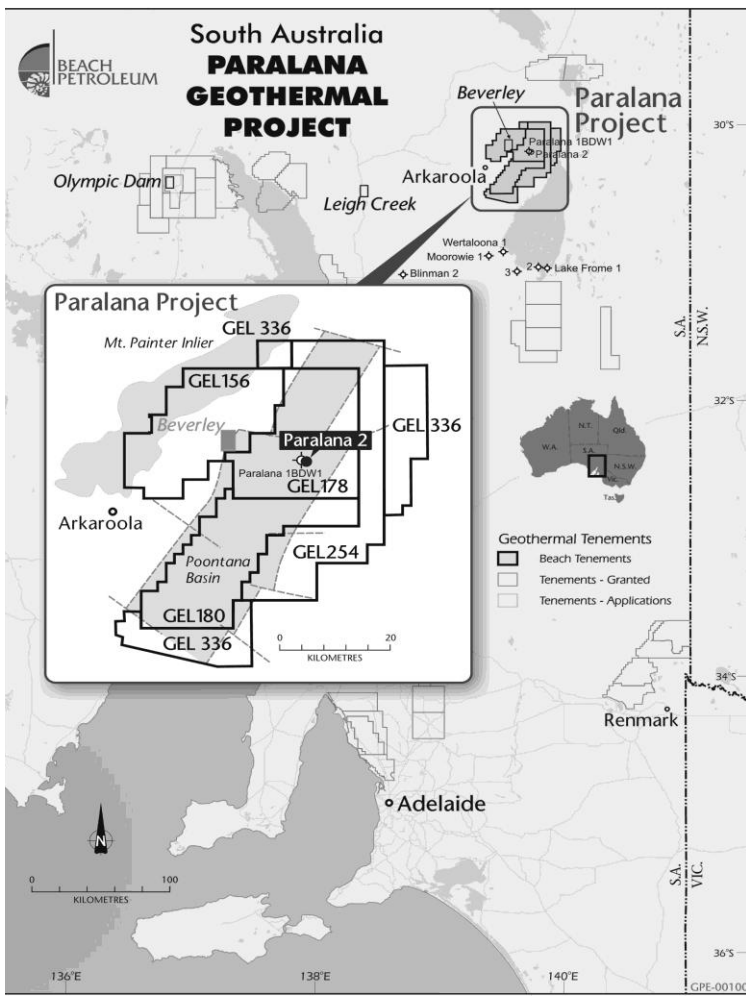 BEACH
PETROLEUM
South Australia
PARALANA
GEOTHERMAL
PROJECT
Beverley
Paralana
Project
30°S
Paralana 1BDW1
Paralana 2
Arkaroola
Olympic Dam
Leigh Creek
Wertaloona 1
Moorowie 1
Blinman 2
3
2
Lake Frome 1
S.A.
N.S.W.
Paralana Project
GEL 336
Mt. Painter Inlier
GEL156
Beverley
GEL 336
Paralana 2
Paralana 1BDW1
GEL178
Arkaroola
GEL254
Poontana
Basin
GEL180
GEL 336
0
20
KILOMETRES
32°S
N.T.
Qld.
W.A.
S.A.
N.S.W.
Vic.
Tas.
Geothermal Tenements
Beach Tenements
Tenements - Granted
Tenements - Applications
34°S
Renmark
Adelaide
N
0
100
KILOMETRES
S.A.
VIC.
36°S
136°E
138°E
140°E
GPE-00100